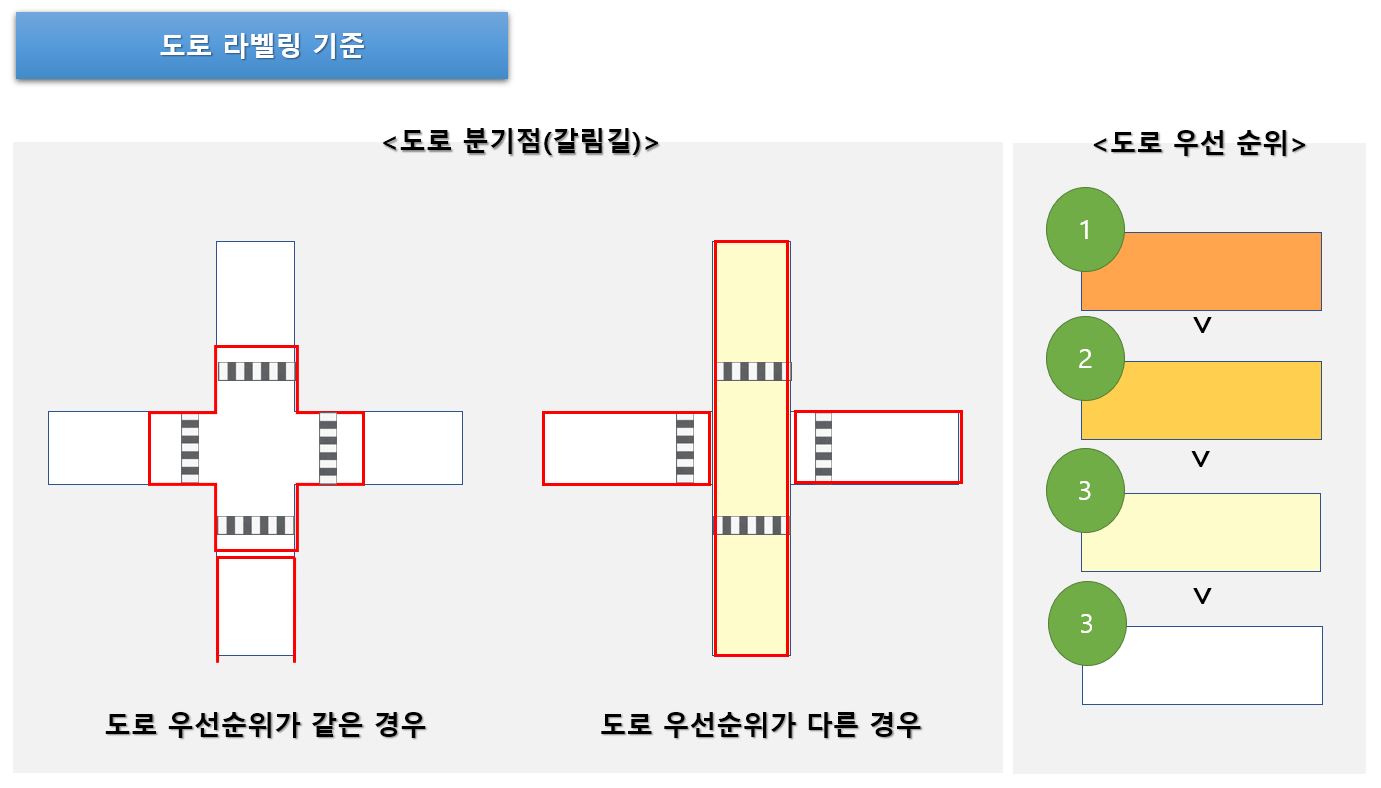 도로 라벨링 기준
<도로 분기점(갈림길)>
도로 우선순위가 같은 경우
도로 우선순위가 다른 경우
<도로 우선 순위>
1
V
2
V
3
V
3